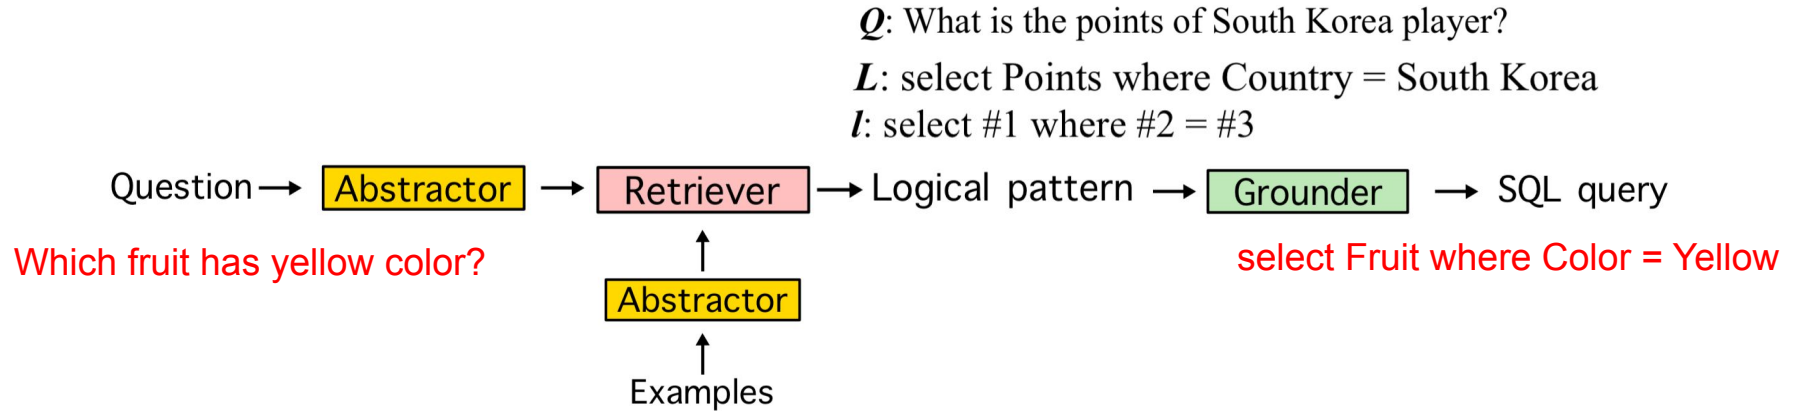 Q: What is the points of South Korea player?
L: select Points where Country = South Korea
l: select #1 where #2 = #3
Question Abstractor Retriever Logical pattern Grounder SQL query
Which fruit has yellow color? select Fruit where Color = Yellow
Abstractor
Examples